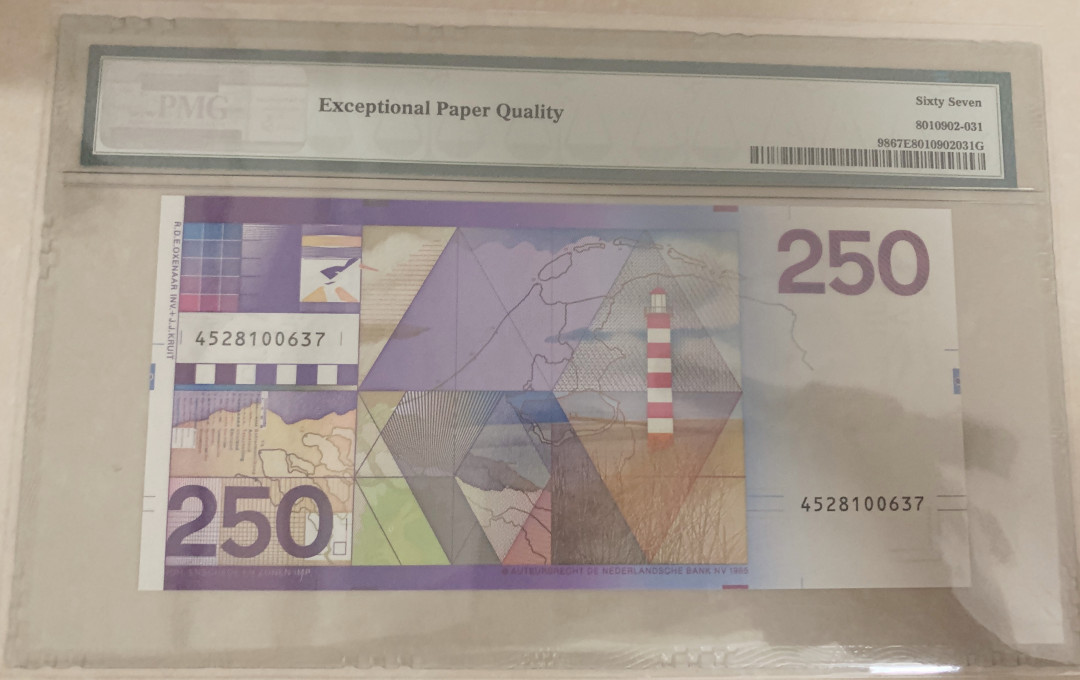 PMG
Exceptional Paper Quality
Sixty Seven
8010902-031
9867E8010902031G
R.D.E.OXENAAR INV.+J.J.KRUIT
250
4528100637
250
4528100637
© AUTEURSRECHT DE NEDERLANDSCHE BANK NV 1985